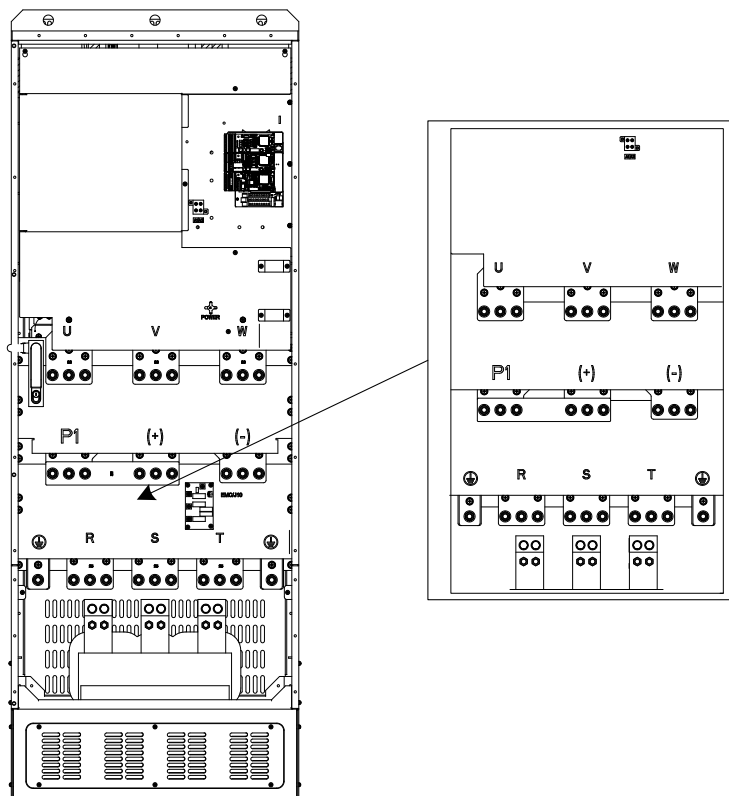 POWER
U V W
P1 (+) (-)
R S T
U V W
P1 (+) (-)
R S T